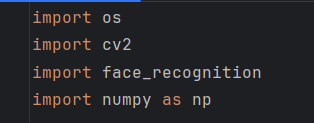 import os
import cv2
import face_recognition
import numpy as np